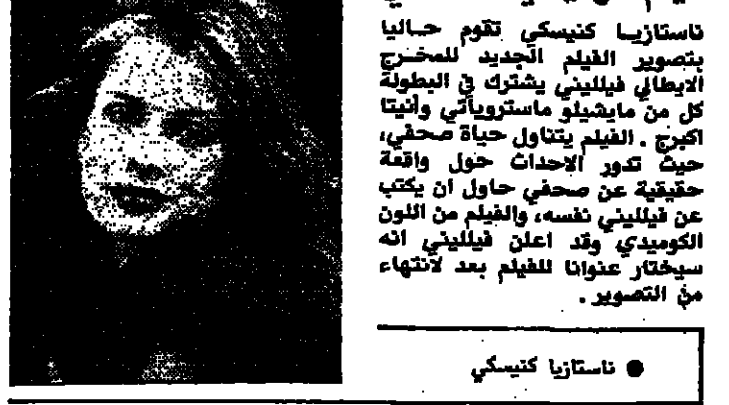 ناستازيا كنيسكي تقوم حاليا
بتصوير الفيلم الجديد للمخرج
الايطالي فيلليني يشترك في البطولة
كل من مايشيلو ماسترويأتي وأنيتا
اكبرج . الفيلم يتناول حياة صحفي،
حيث تدور الاحداث حول واقعة
حقيقية عن صحفي حاول ان يكتب
عن فيلليني نفسه، والفيلم من اللون
الكوميدي وقد اعلن فيلليني انه
سيختار عنوانا للفيلم بعد لانتهاء
من التصوير .
● ناستازيا كنيسكي